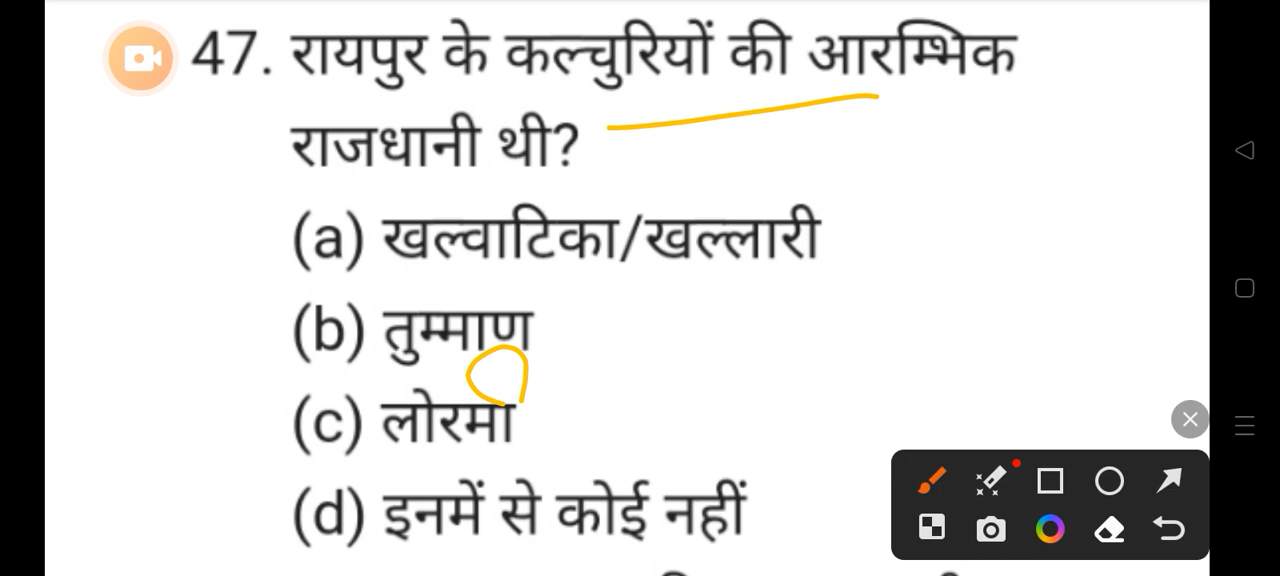 47. रायपुर के कल्चुरियों की आरम्भिक
राजधानी थी?
(a) खल्वाटिका/खल्लारी
(b) तुम्माण
(c) लोरमा
(d) इनमें से कोई नहीं